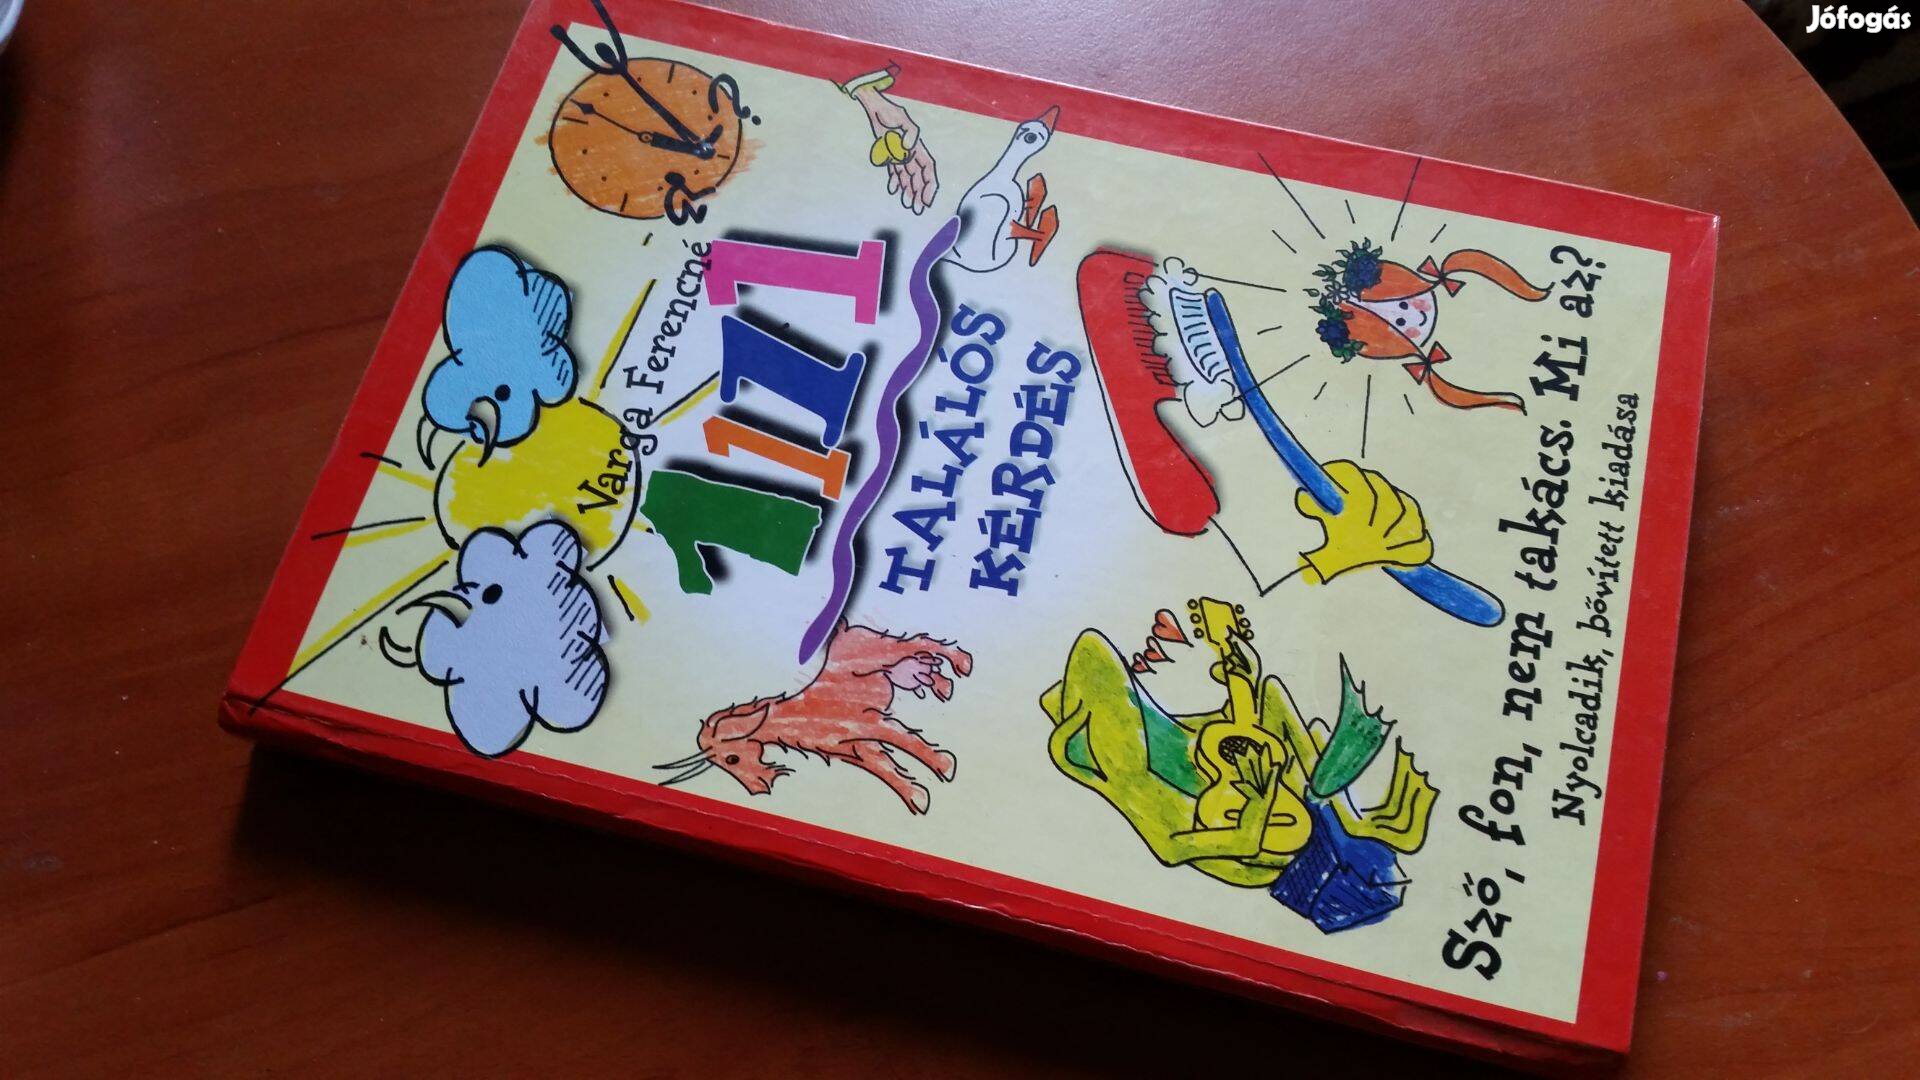 Jófogás
Varga Ferencné
1111
TALÁLÓS
KÉRDÉS
Sző, fon, nem takács. Mi az?
Nyolcadik, bővített kiadása